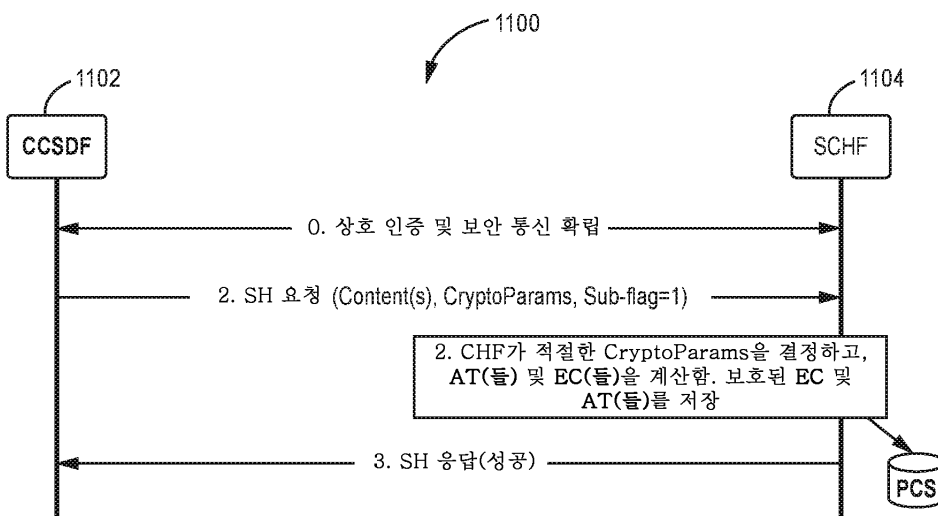 1100
1102
1104
CCSDF
SCHF
0. 상호 인증 및 보안 통신 확립
2. SH 요청 (Content(s), CryptoParams, Sub-flag=1)
2. CHF가 적절한 CryptoParams을 결정하고,
AT(들) 및 EC(들)을 계산함. 보호된 EC 및
AT(들)를 저장
3. SH 응답(성공)
PCS